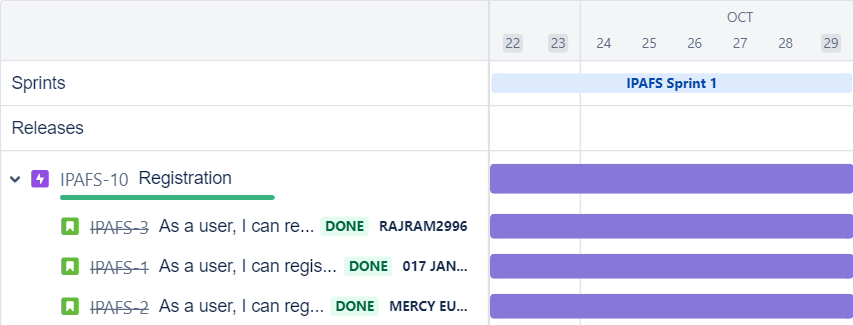 OCT
22 23 24 25 26 27 28 29
Sprints IPAFS Sprint 1
Releases
IPAFS-10 Registration
IPAFS-3 As a user, I can re... DONE RAJRAM2996
IPAFS-1 As a user, I can regis... DONE 017 JAN...
IPAFS-2 As a user, I can reg... DONE MERCY EU...